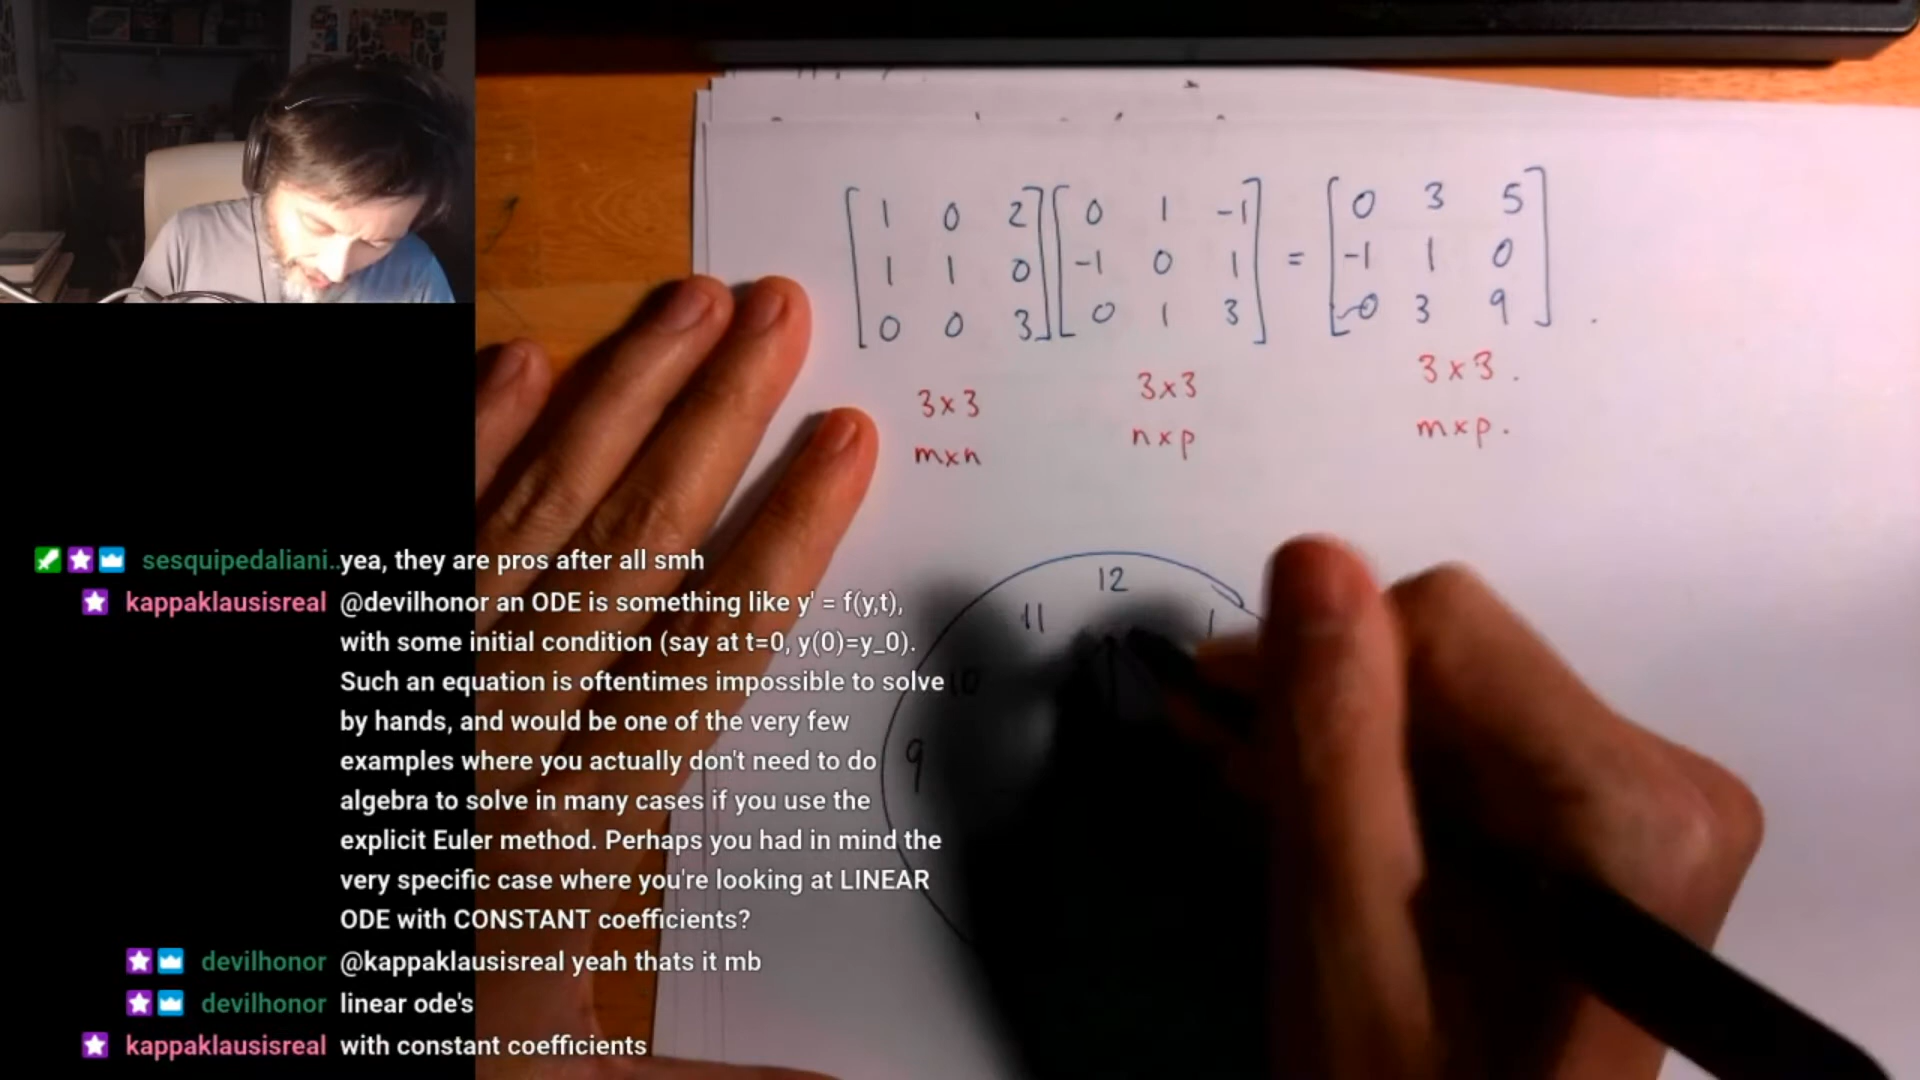 1 0 2 0 1 -1 0 3 5
1 1 0 -1 0 1 = -1 1 0
0 0 3 0 1 3 -0 3 9 .
3x3 3x3 3x3 .
mxn nxp mxp .
12
11 1
10
9
sesquipedaliani.. yea, they are pros after all smh
kappaklausisreal @devilhonor an ODE is something like y' = f(y,t),
with some initial condition (say at t=0, y(0)=y_0).
Such an equation is oftentimes impossible to solve
by hands, and would be one of the very few
examples where you actually don't need to do
algebra to solve in many cases if you use the
explicit Euler method. Perhaps you had in mind the
very specific case where you're looking at LINEAR
ODE with CONSTANT coefficients?
devilhonor @kappaklausisreal yeah thats it mb
devilhonor linear ode's
kappaklausisreal with constant coefficients